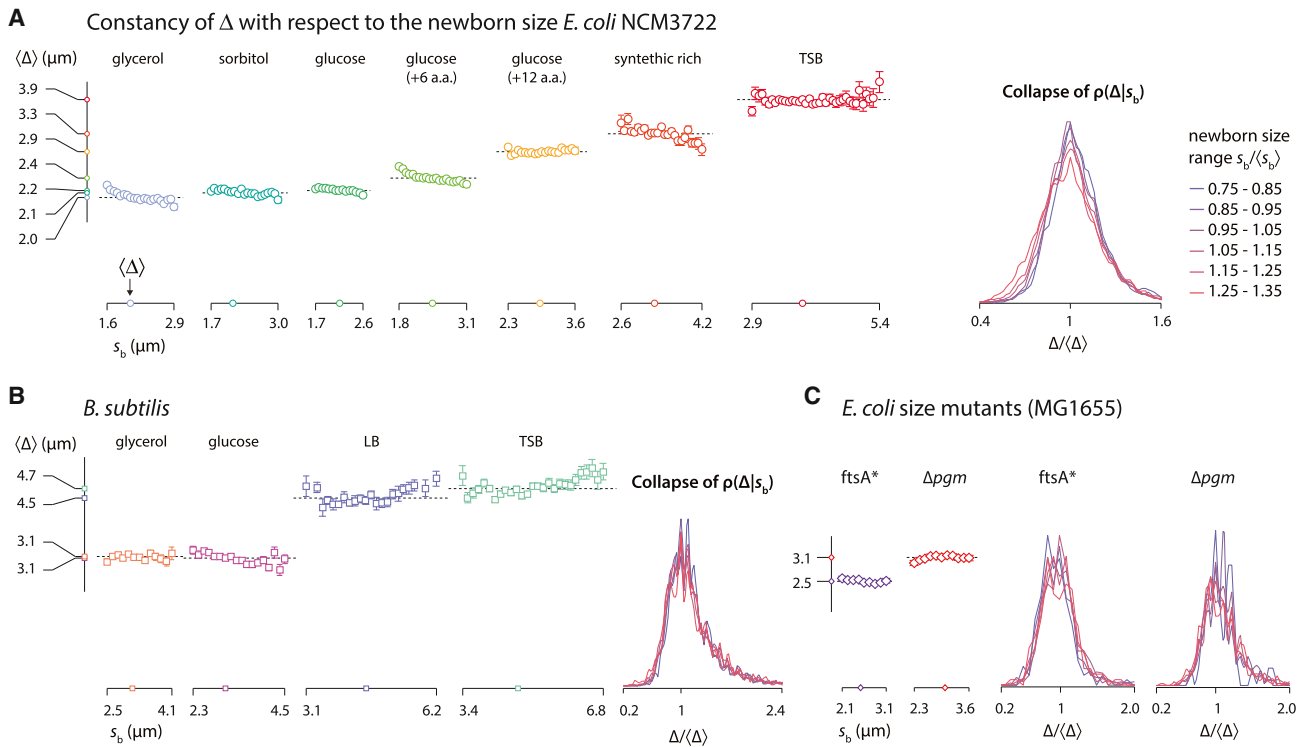 A
Constancy of Δ with respect to the newborn size E. coli NCM3722
⟨Δ⟩ (μm)
glycerol
sorbitol
glucose
glucose
(+6 a.a.)
glucose
(+12 a.a.)
syntethic rich
TSB
3.9
3.3
2.9
2.4
2.2
2.1
2.0
⟨Δ⟩
1.6 2.9
1.7 3.0
1.7 2.6
1.8 3.1
2.3 3.6
2.6 4.2
2.9 5.4
sb (μm)
Collapse of ρ(Δ|sb)
0.4 1 1.6
Δ/⟨Δ⟩
newborn size
range sb/⟨sb⟩
0.75 - 0.85
0.85 - 0.95
0.95 - 1.05
1.05 - 1.15
1.15 - 1.25
1.25 - 1.35
B
B. subtilis
⟨Δ⟩ (μm)
glycerol
glucose
LB
TSB
4.7
4.5
3.1
3.1
2.5 4.1
2.3 4.5
3.1 6.2
3.4 6.8
sb (μm)
Collapse of ρ(Δ|sb)
0.2 1 2.4
Δ/⟨Δ⟩
C
E. coli size mutants (MG1655)
ftsA*
Δpgm
ftsA*
Δpgm
3.1
2.5
2.1 3.1
2.3 3.6
sb (μm)
0.2 1 2.0
Δ/⟨Δ⟩
0.2 1 2.0
Δ/⟨Δ⟩